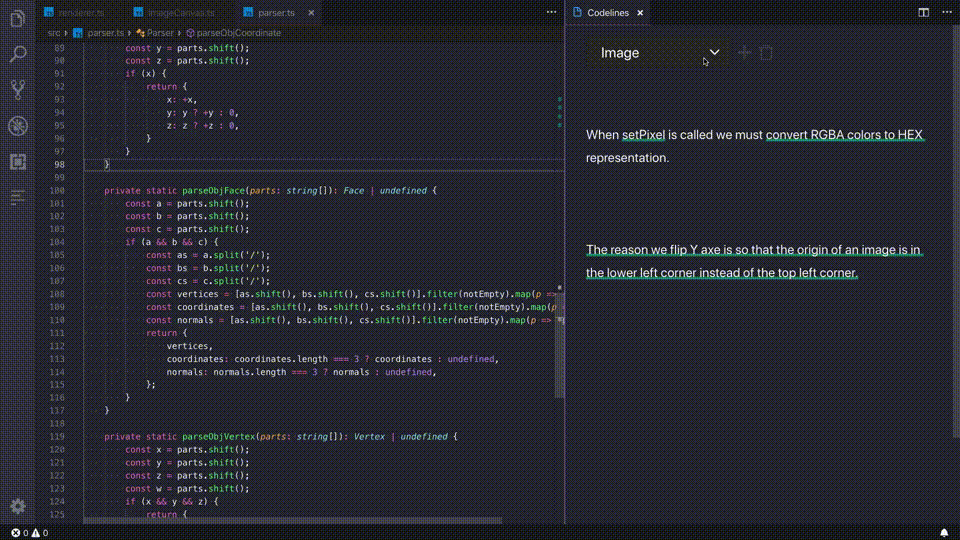 renderer.ts imageCanvas.ts parser.ts × ···
src › parser.ts › Parser › parseObjCoordinate
89 const y = parts.shift();
90 const z = parts.shift();
91 if (x) {
92 return {
93 x: +x,
94 y: y ? +y : 0,
95 z: z ? +z : 0,
96 }
97 }
98 }
99
100 private static parseObjFace(parts: string[]): Face | undefined {
101 const a = parts.shift();
102 const b = parts.shift();
103 const c = parts.shift();
104 if (a && b && c) {
105 const as = a.split('/');
106 const bs = b.split('/');
107 const cs = c.split('/');
108 const vertices = [as.shift(), bs.shift(), cs.shift()].filter(notEmpty).map(p =>
109 const coordinates = [as.shift(), bs.shift(), cs.shift()].filter(notEmpty).map(p
110 const normals = [as.shift(), bs.shift(), cs.shift()].filter(notEmpty).map(p =>
111 return {
112 vertices,
113 coordinates: coordinates.length === 3 ? coordinates : undefined,
114 normals: normals.length === 3 ? normals : undefined,
115 };
116 }
117 }
118
119 private static parseObjVertex(parts: string[]): Vertex | undefined {
120 const x = parts.shift();
121 const y = parts.shift();
122 const z = parts.shift();
123 const w = parts.shift();
124 if (x && y && z) {
125 return {
0 0
Codelines × ···
Image
When setPixel is called we must convert RGBA colors to HEX
representation.
The reason we flip Y axe is so that the origin of an image is in
the lower left corner instead of the top left corner.